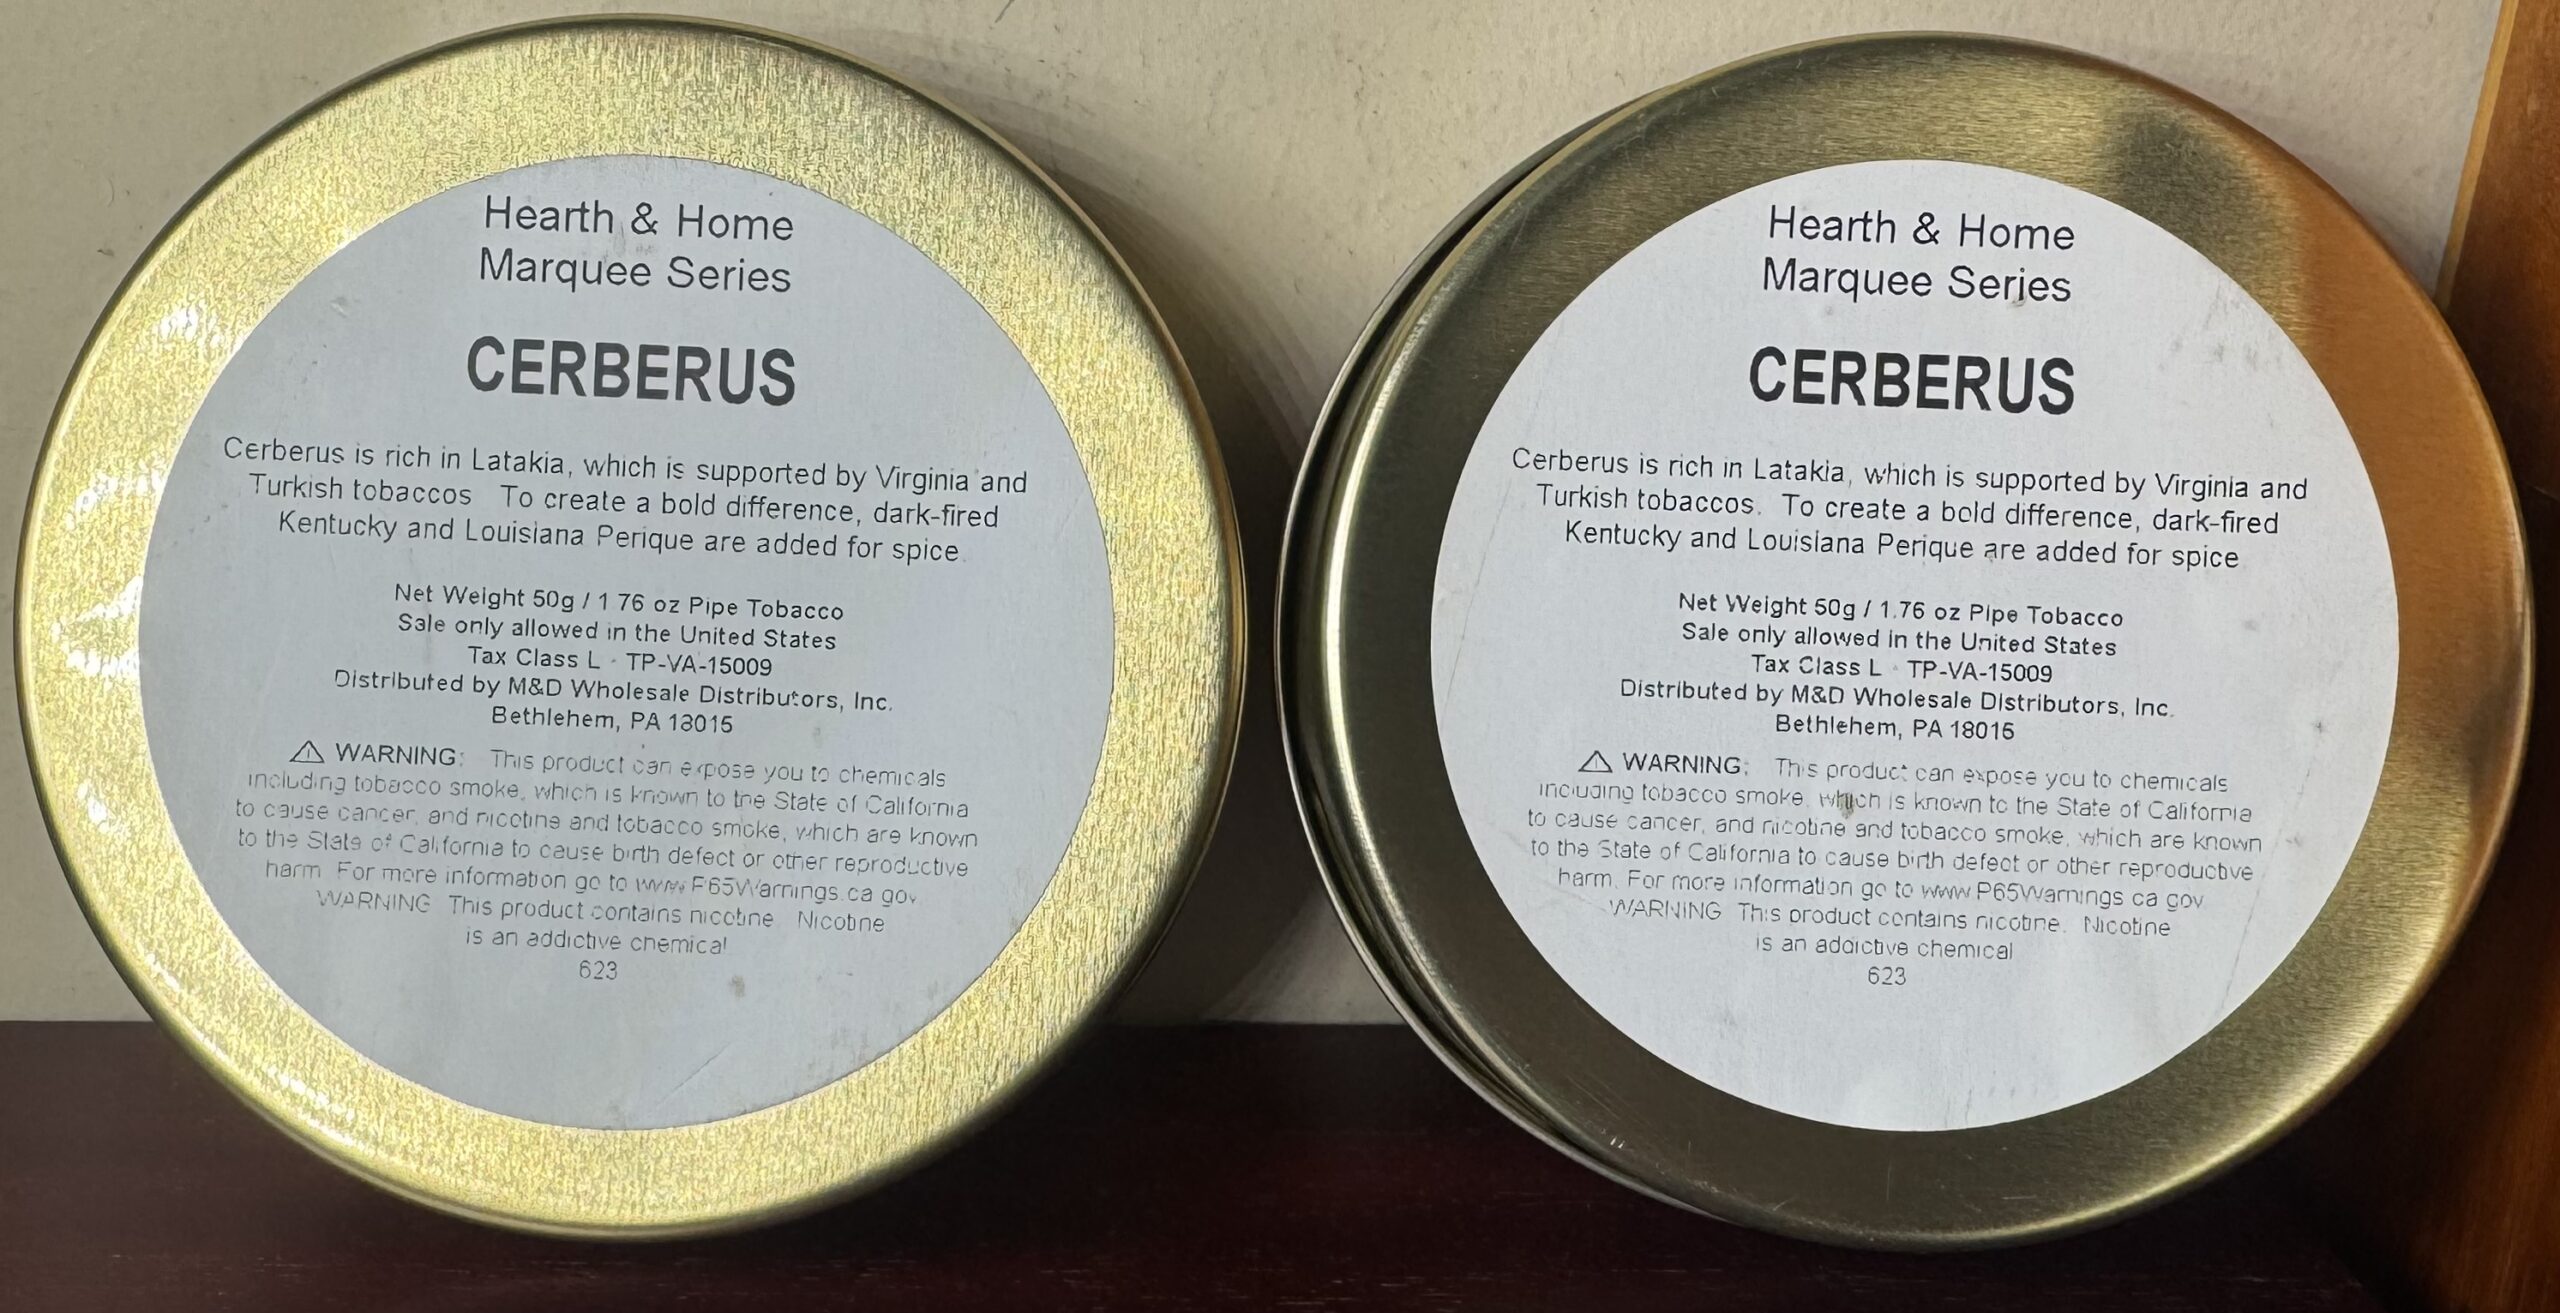 Hearth & Home
Marquee Series
CERBERUS
Cerberus is rich in Latakia, which is supported by Virginia and
Turkish tobaccos   To create a bold difference, dark-fired
Kentucky and Louisiana Perique are added for spice.
Net Weight 50g / 1 76 oz Pipe Tobacco
Sale only allowed in the United States
Tax Class L - TP-VA-15009
Distributed by M&D Wholesale Distributors, Inc.
Bethlehem, PA 18015
⚠ WARNING: This product can expose you to chemicals
including tobacco smoke, which is known to the State of California
to cause cancer, and nicotine and tobacco smoke, which are known
to the State of California to cause birth defect or other reproductive
harm  For more information go to www P65Warnings.ca gov
WARNING  This product contains nicotine   Nicotine
is an addictive chemical
623
Hearth & Home
Marquee Series
CERBERUS
Cerberus is rich in Latakia, which is supported by Virginia and
Turkish tobaccos.  To create a bold difference, dark-fired
Kentucky and Louisiana Perique are added for spice
Net Weight 50g / 1.76 oz Pipe Tobacco
Sale only allowed in the United States
Tax Class L - TP-VA-15009
Distributed by M&D Wholesale Distributors, Inc.
Bethlehem, PA 18015
⚠ WARNING: This product can expose you to chemicals
including tobacco smoke, which is known to the State of California
to cause cancer, and nicotine and tobacco smoke, which are known
to the State of California to cause birth defect or other reproductive
harm. For more information go to www P65Warnings ca gov
WARNING  This product contains nicotine.  Nicotine
is an addictive chemical
623